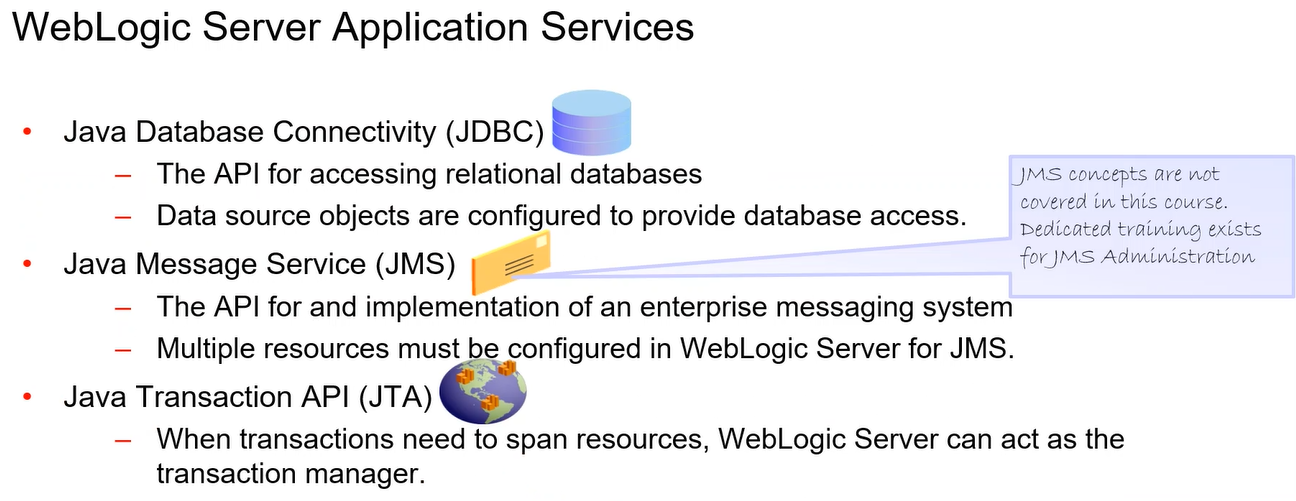 WebLogic Server Application Services
• Java Database Connectivity (JDBC)
– The API for accessing relational databases
– Data source objects are configured to provide database access.
• Java Message Service (JMS)
– The API for and implementation of an enterprise messaging system
– Multiple resources must be configured in WebLogic Server for JMS.
• Java Transaction API (JTA)
– When transactions need to span resources, WebLogic Server can act as the
transaction manager.
JMS concepts are not
covered in this course.
Dedicated training exists
for JMS Administration